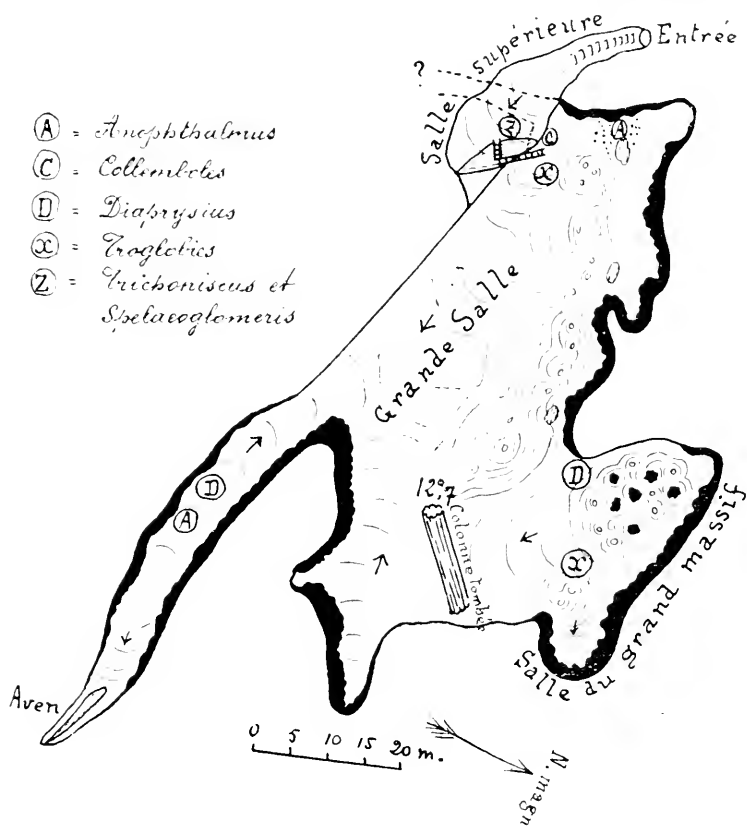 Salle supérieure
Entrée
?
Ⓐ = Anophthalmus
Ⓒ = Collemboles
Ⓓ = Diaprysius
ⓧ = Troglobies
Ⓩ = Trichoniscus et
Spelaeoglomeris
Z
C
A
X
Grande Salle
D
A
D
12°,7
Colonne tombée
X
Salle du grand massif
Aven
0 5 10 15 20 m.
N. magn